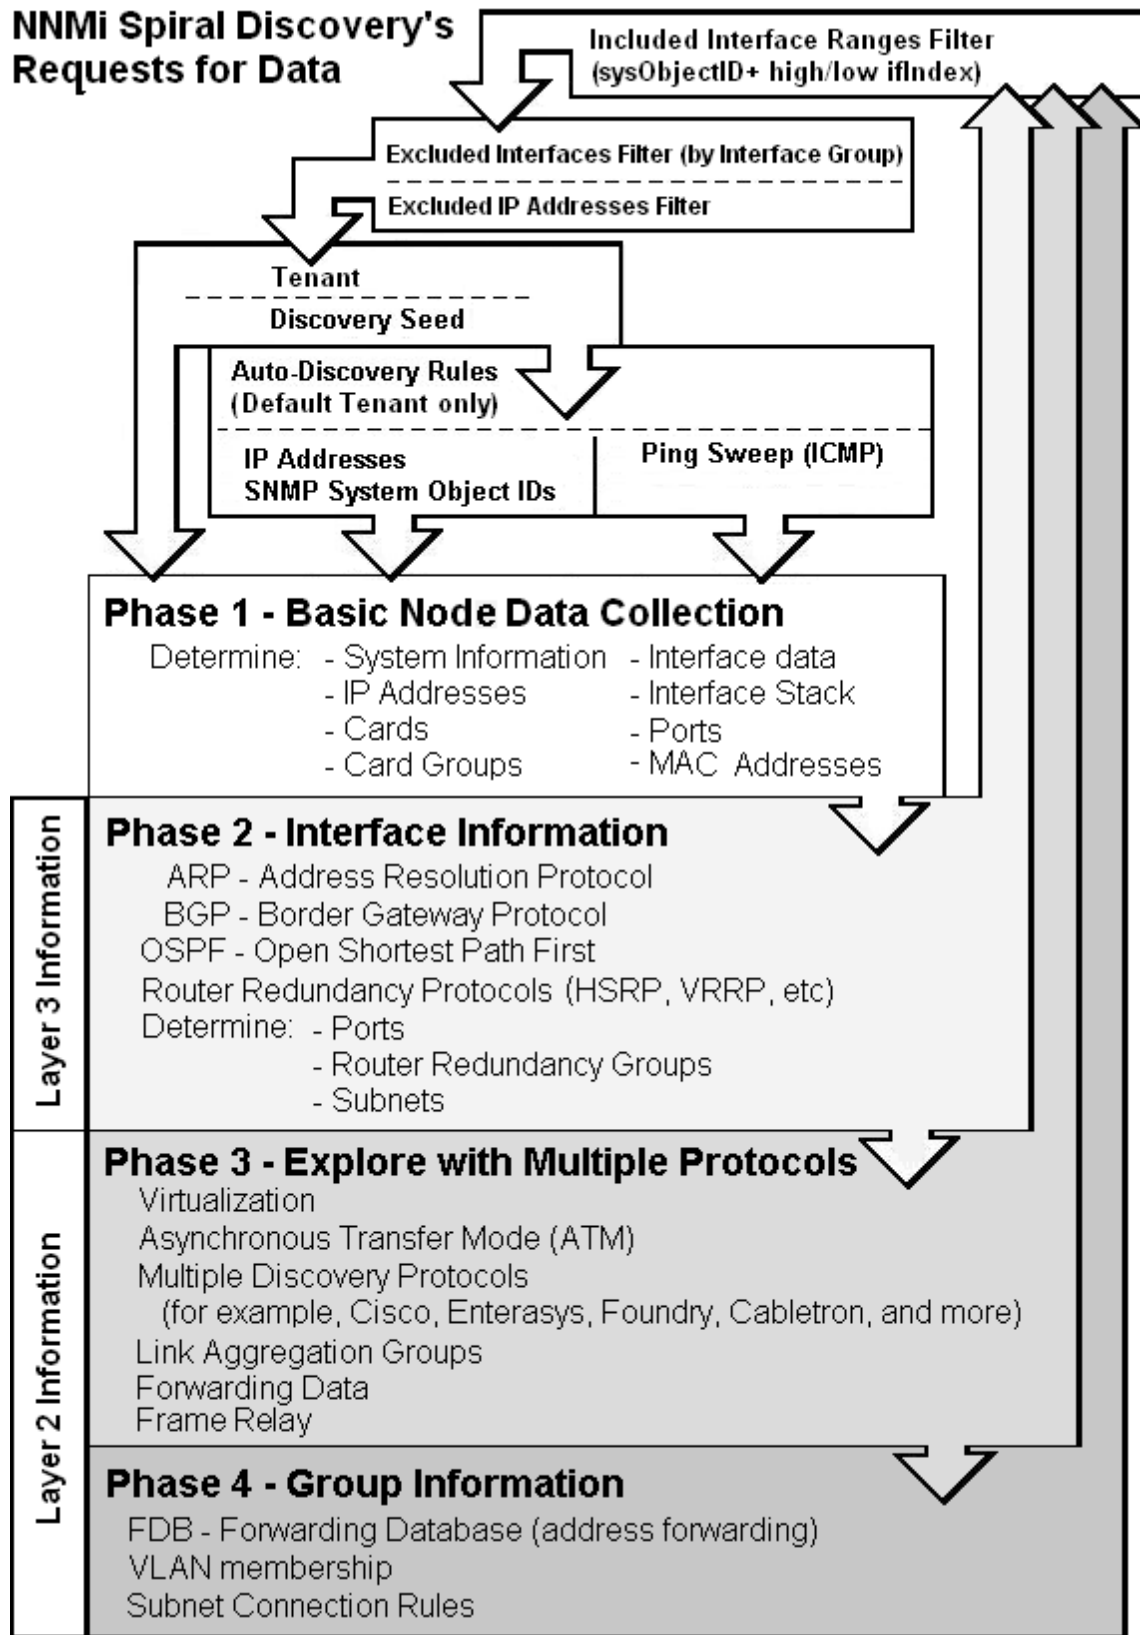 NNMi Spiral Discovery's
Requests for Data
Included Interface Ranges Filter
(sysObjectID+ high/low ifIndex)
Excluded Interfaces Filter (by Interface Group)
Excluded IP Addresses Filter
Tenant
Discovery Seed
Auto-Discovery Rules
(Default Tenant only)
IP Addresses
SNMP System Object IDs
Ping Sweep (ICMP)
Phase 1 - Basic Node Data Collection
Determine: - System Information - Interface data
- IP Addresses - Interface Stack
- Cards - Ports
- Card Groups - MAC Addresses
Layer 3 Information
Phase 2 - Interface Information
ARP - Address Resolution Protocol
BGP - Border Gateway Protocol
OSPF - Open Shortest Path First
Router Redundancy Protocols (HSRP, VRRP, etc)
Determine: - Ports
- Router Redundancy Groups
- Subnets
Layer 2 Information
Phase 3 - Explore with Multiple Protocols
Virtualization
Asynchronous Transfer Mode (ATM)
Multiple Discovery Protocols
(for example, Cisco, Enterasys, Foundry, Cabletron, and more)
Link Aggregation Groups
Forwarding Data
Frame Relay
Phase 4 - Group Information
FDB - Forwarding Database (address forwarding)
VLAN membership
Subnet Connection Rules